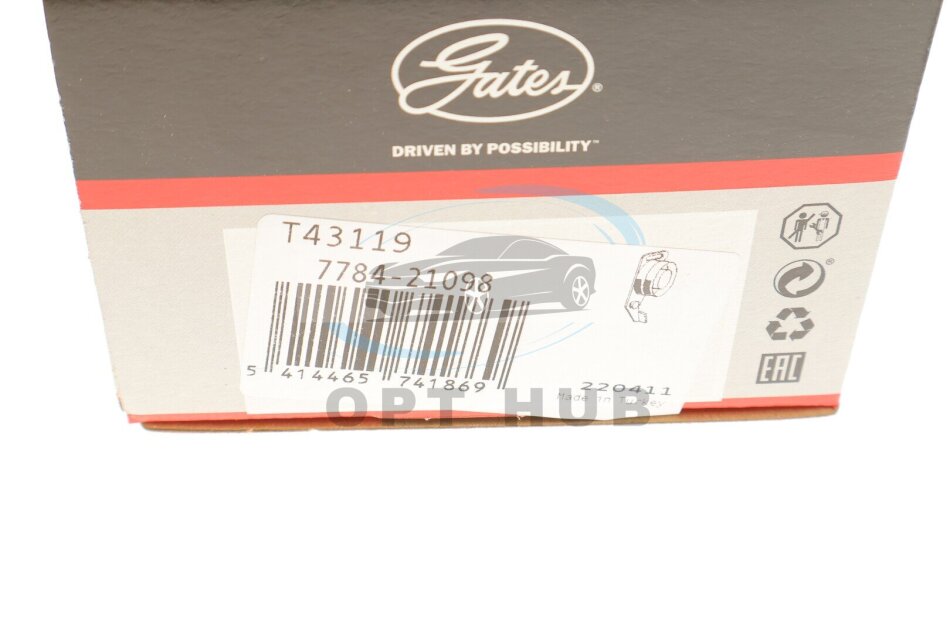 Gates®
DRIVEN BY POSSIBILITY™
T43119
7784-21098
5 414465 741869
220411
Made in Turkey
EAC
OPT HUB